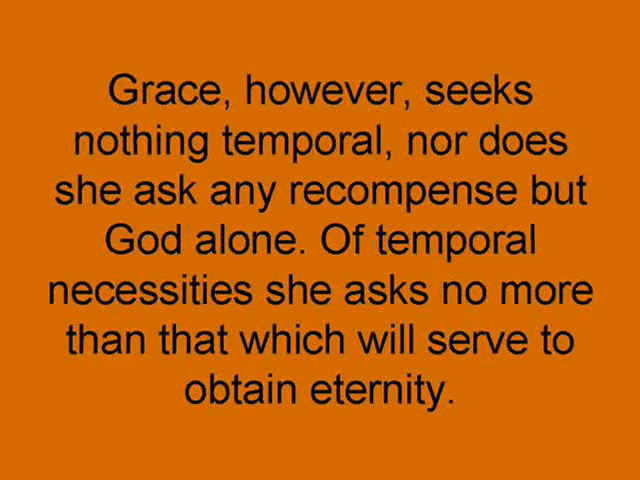 Grace, however, seeks
nothing temporal, nor does
she ask any recompense but
God alone. Of temporal
necessities she asks no more
than that which will serve to
obtain eternity.